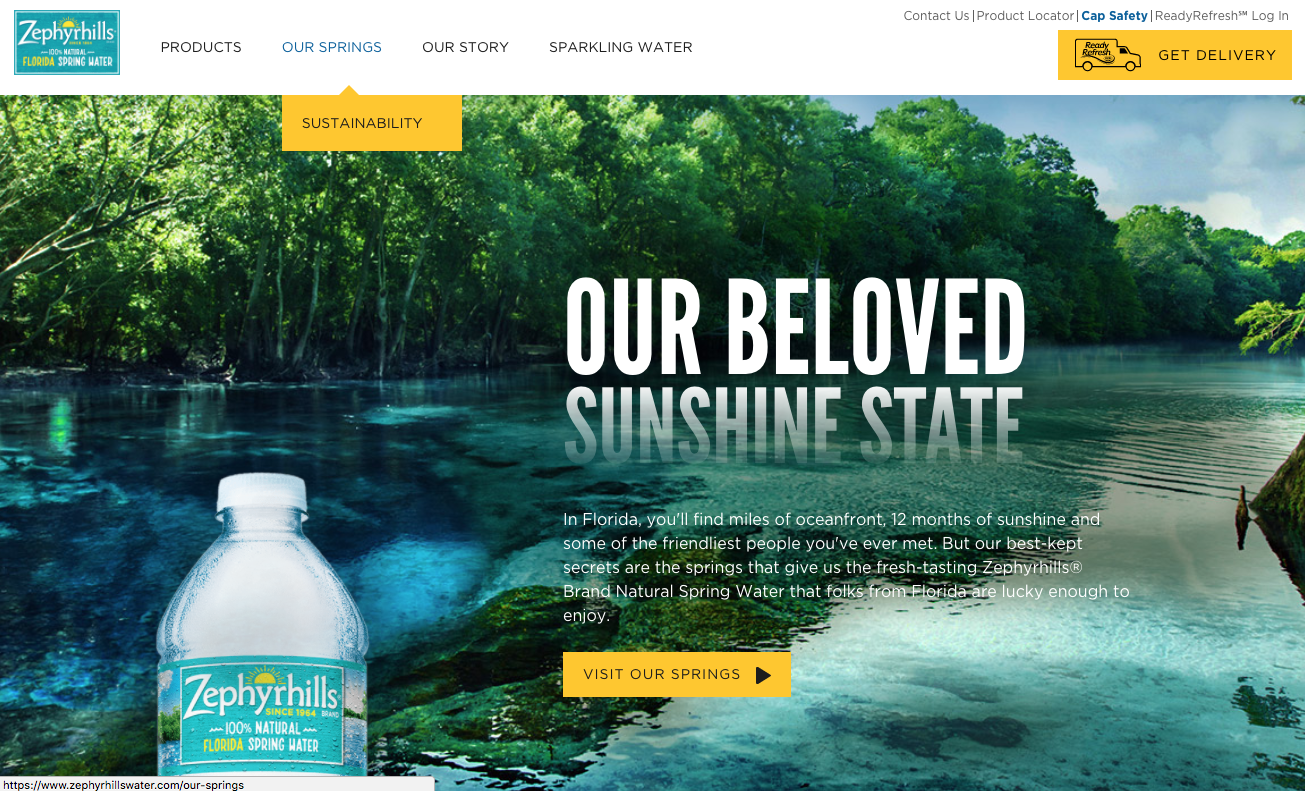 Zephyrhills®
SINCE 1964
100% NATURAL
FLORIDA SPRING WATER
PRODUCTS
OUR SPRINGS
OUR STORY
SPARKLING WATER
Contact Us | Product Locator | Cap Safety | ReadyRefresh℠ Log In
Ready
Refresh
GET DELIVERY
SUSTAINABILITY
OUR BELOVED
SUNSHINE STATE
In Florida, you'll find miles of oceanfront, 12 months of sunshine and
some of the friendliest people you've ever met. But our best-kept
secrets are the springs that give us the fresh-tasting Zephyrhills®
Brand Natural Spring Water that folks from Florida are lucky enough to
enjoy.
VISIT OUR SPRINGS
Zephyrhills®
SINCE 1964 BRAND
100% NATURAL
FLORIDA SPRING WATER
https://www.zephyrhillswater.com/our-springs